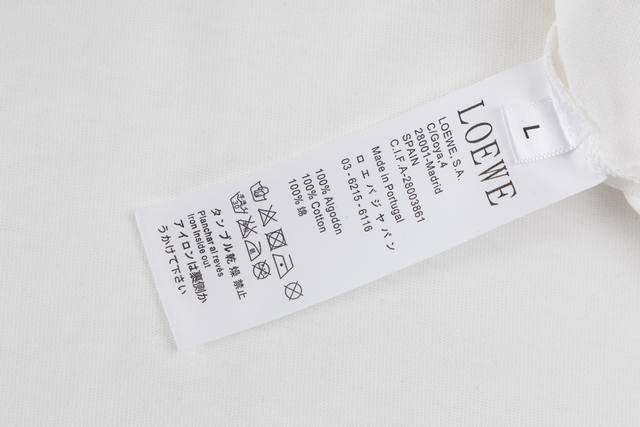 L
LOEWE
LOEWE. S.A.
C/Goya,4
28001-Madrid
SPAIN
C.I.F.A-28003861
Made in Portugal
ロエバジャパン
03-6215-6116
100% Algodón
100% Cotton
100% 綿
タンブル乾燥禁止
Planchar al revés
Iron Inside out
アイロンは裏側か
うかけて下さい